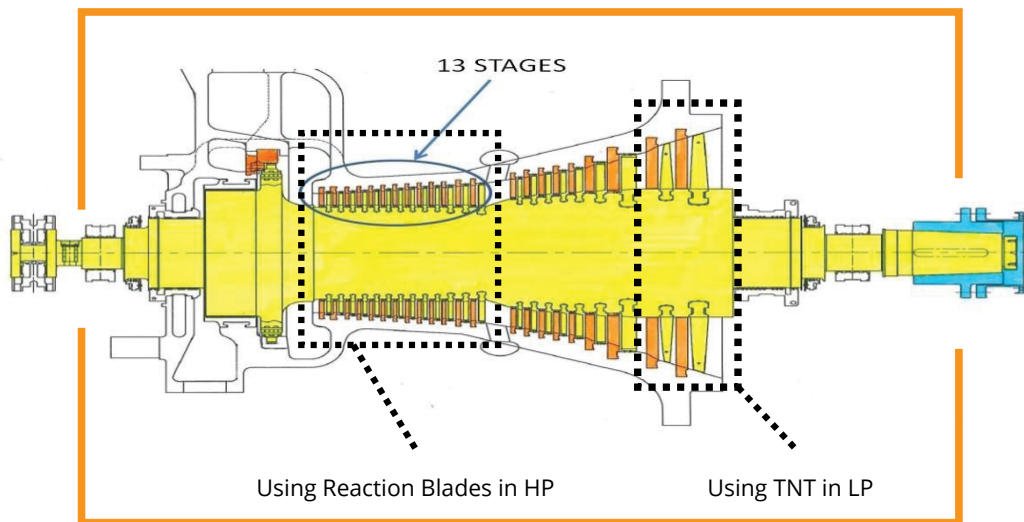 13 STAGES
Using Reaction Blades in HP
Using TNT in LP